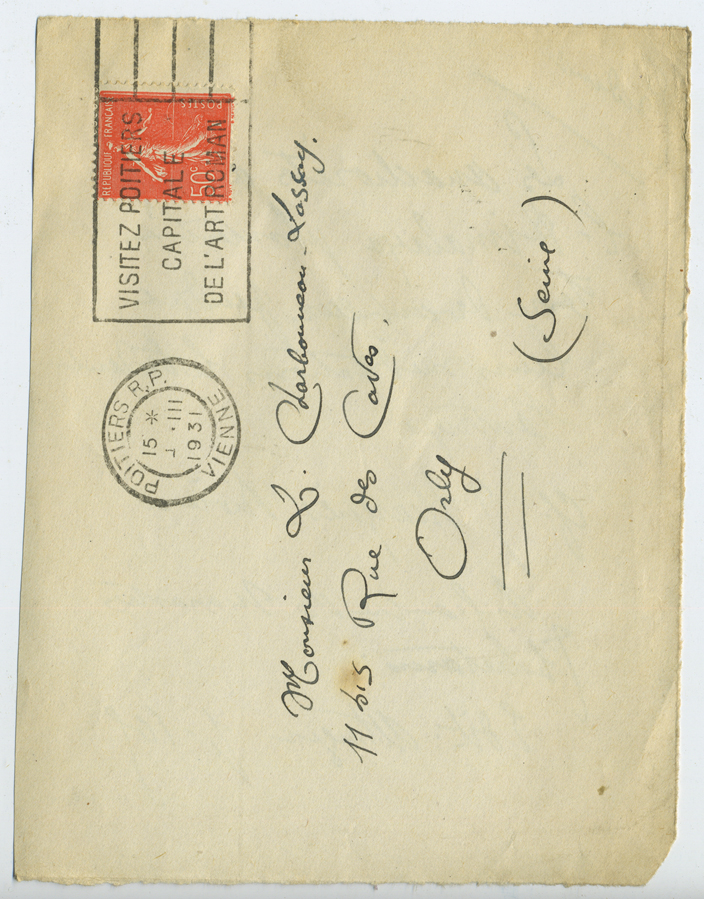 RÉPUBLIQUE FRANÇAISE
POSTES
50c
VISITEZ POITIERS
CAPITALE
DE L'ART ROMAN
POITIERS R.P.
15 *
III
1931
VIENNE
Monsieur L. Charbonneau-Lassay.
11 bis Rue des Caves,
Orly
(Seine)